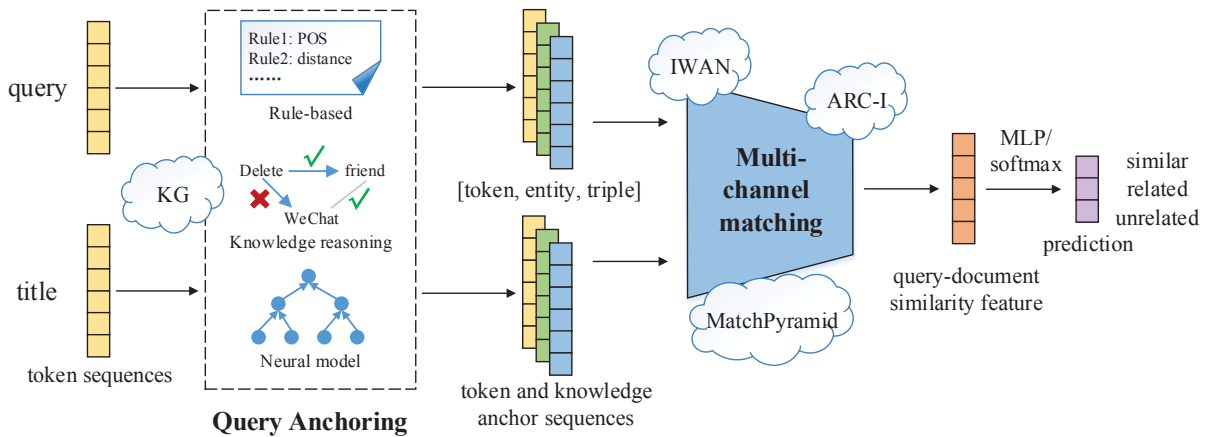 query
title
token sequences
KG
Rule1: POS
Rule2: distance
......
Rule-based
Delete
friend
WeChat
Knowledge reasoning
Neural model
Query Anchoring
[token, entity, triple]
token and knowledge
anchor sequences
IWAN
ARC-I
Multi-
channel
matching
MatchPyramid
query-document
similarity feature
MLP/
softmax
similar
related
unrelated
prediction